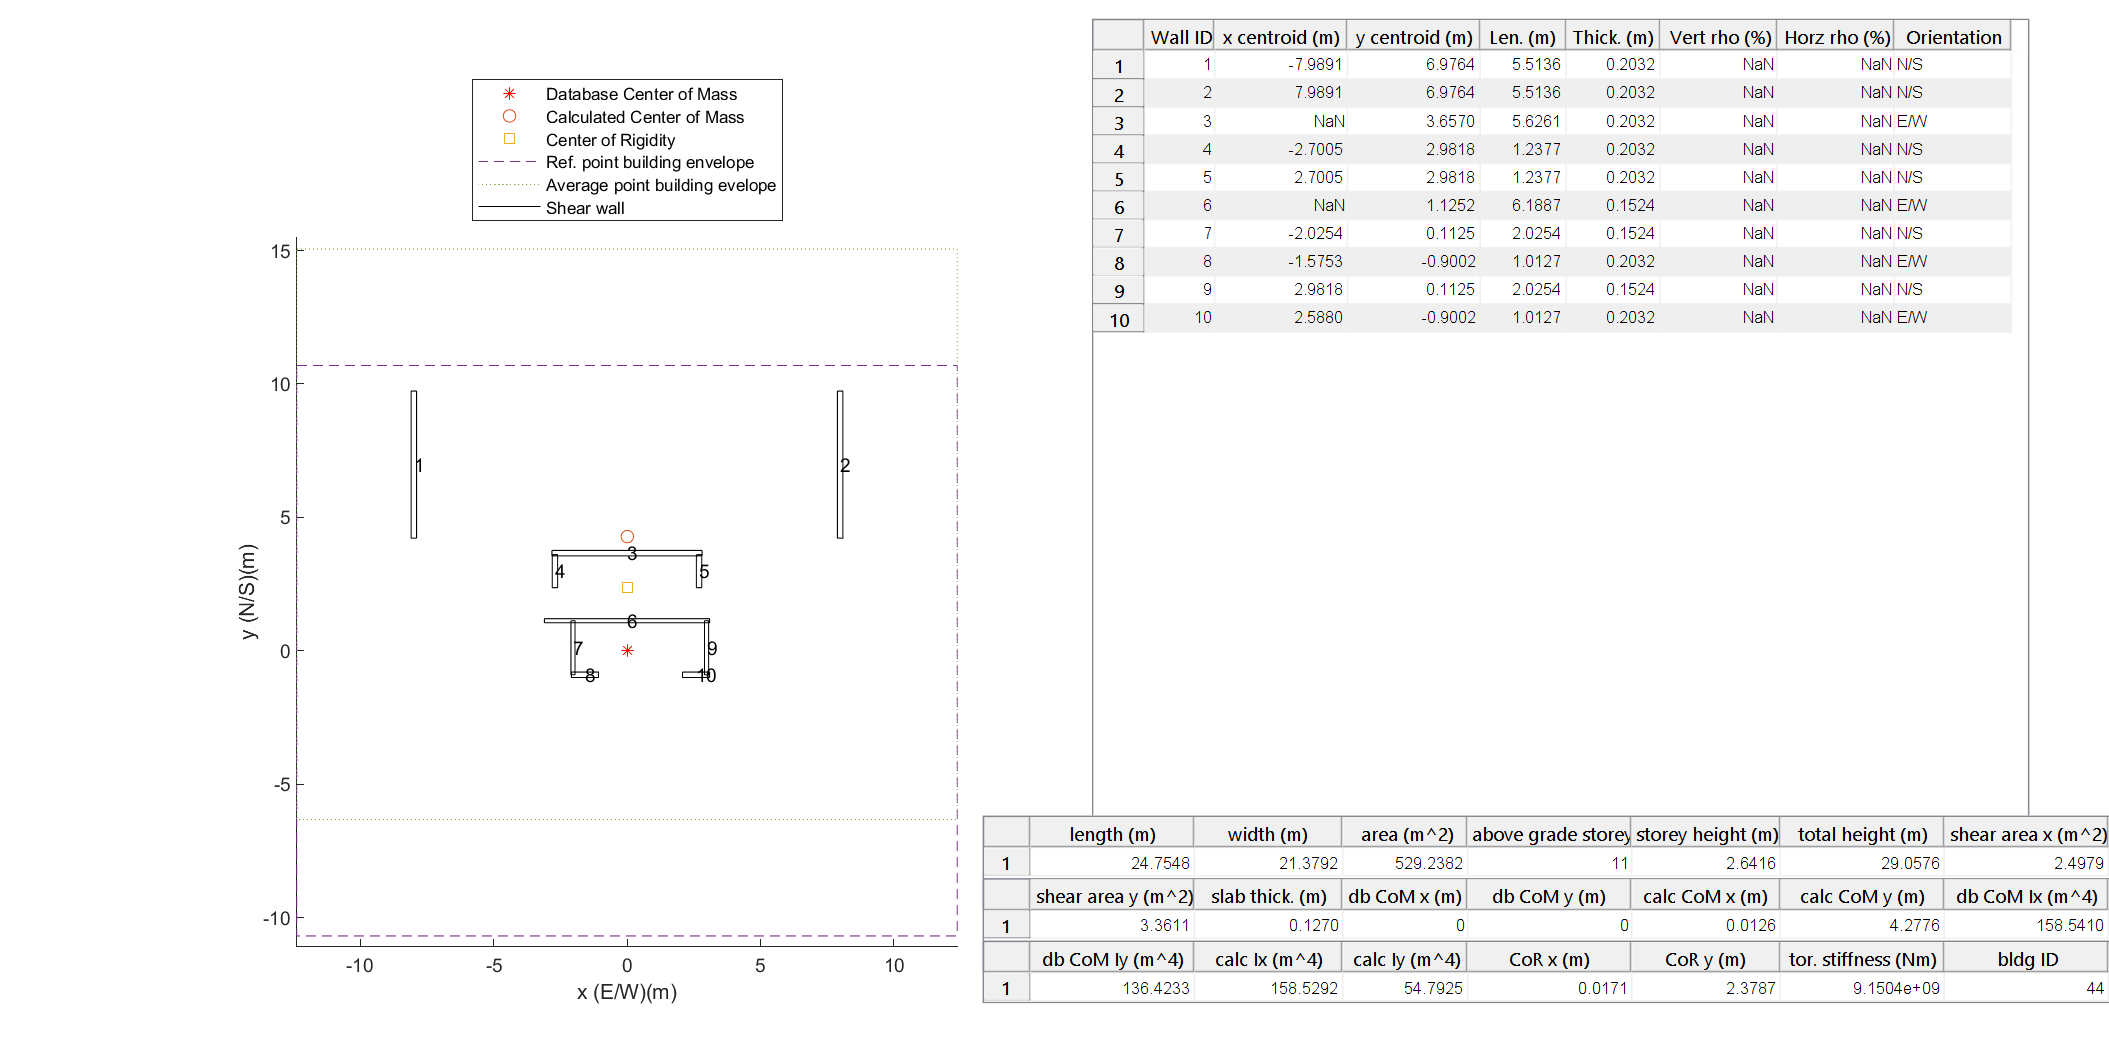 Database Center of Mass
Calculated Center of Mass
Center of Rigidity
Ref. point building envelope
Average point building evelope
Shear wall
15
10
5
0
-5
-10
y (N/S)(m)
1
2
3
4
5
6
7
9
8
10
-10
-5
0
5
10
x (E/W)(m)
Wall ID x centroid (m) y centroid (m) Len. (m) Thick. (m) Vert rho (%) Horz rho (%) Orientation
1 1 -7.9891 6.9764 5.5136 0.2032 NaN NaN N/S
2 2 7.9891 6.9764 5.5136 0.2032 NaN NaN N/S
3 3 NaN 3.6570 5.6261 0.2032 NaN NaN E/W
4 4 -2.7005 2.9818 1.2377 0.2032 NaN NaN N/S
5 5 2.7005 2.9818 1.2377 0.2032 NaN NaN N/S
6 6 NaN 1.1252 6.1887 0.1524 NaN NaN E/W
7 7 -2.0254 0.1125 2.0254 0.1524 NaN NaN N/S
8 8 -1.5753 -0.9002 1.0127 0.2032 NaN NaN E/W
9 9 2.9818 0.1125 2.0254 0.1524 NaN NaN N/S
10 10 2.5880 -0.9002 1.0127 0.2032 NaN NaN E/W
length (m) width (m) area (m^2) above grade storey storey height (m) total height (m) shear area x (m^2)
1 24.7548 21.3792 529.2382 11 2.6416 29.0576 2.4979
shear area y (m^2) slab thick. (m) db CoM x (m) db CoM y (m) calc CoM x (m) calc CoM y (m) db CoM Ix (m^4)
1 3.3611 0.1270 0 0 0.0126 4.2776 158.5410
db CoM Iy (m^4) calc Ix (m^4) calc Iy (m^4) CoR x (m) CoR y (m) tor. stiffness (Nm) bldg ID
1 136.4233 158.5292 54.7925 0.0171 2.3787 9.1504e+09 44